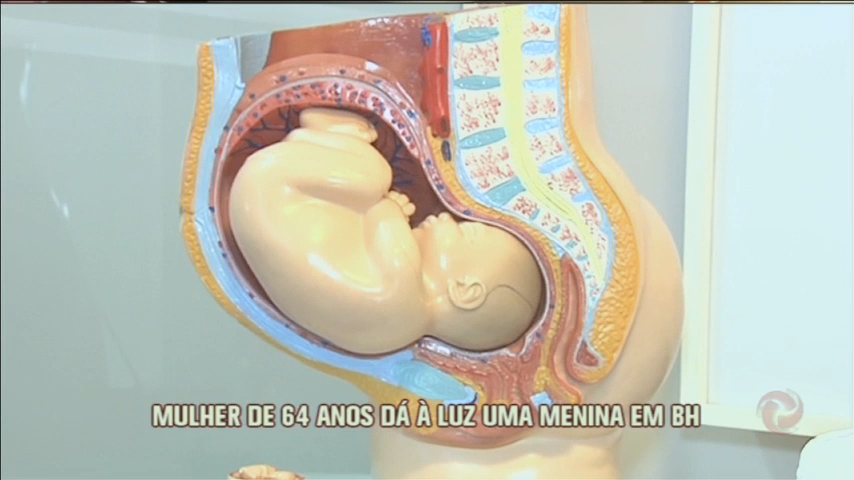 MULHER DE 64 ANOS DÁ À LUZ UMA MENINA EM BH